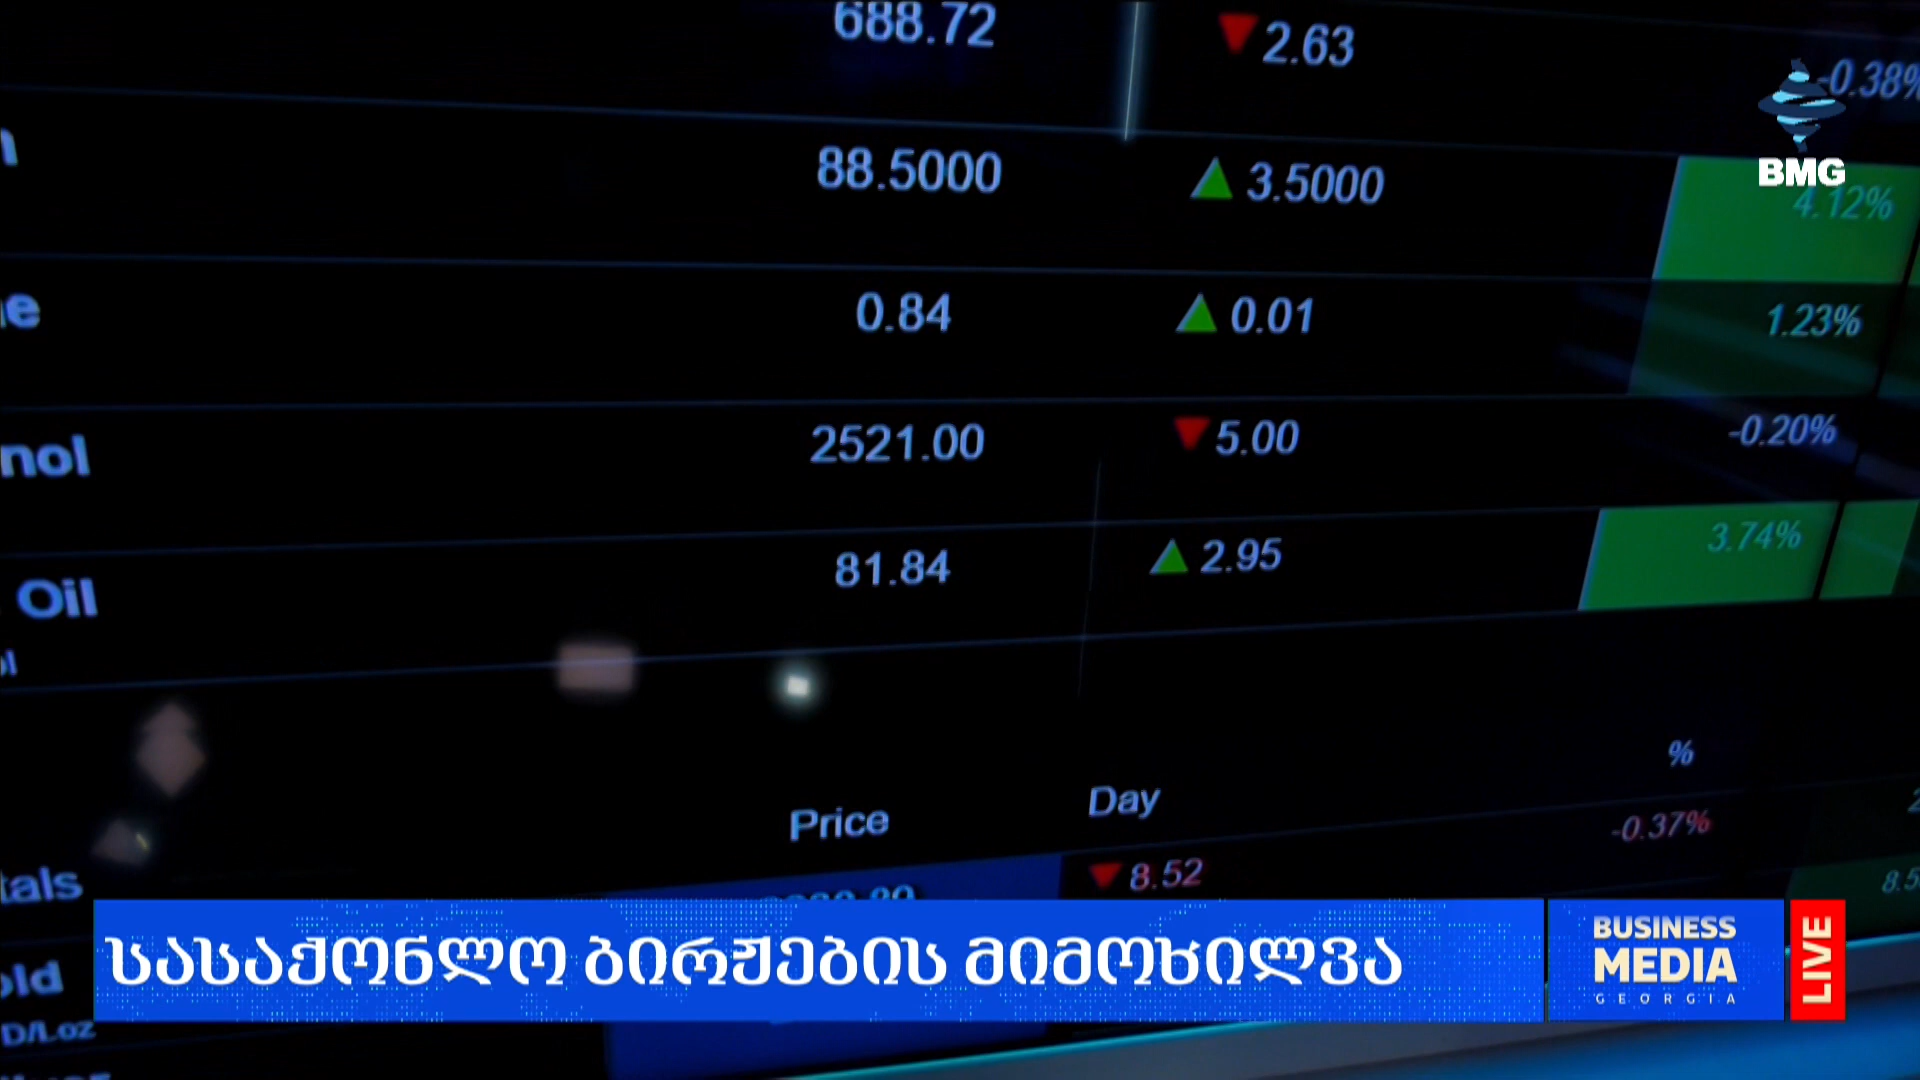 688.72 2.63 -0.38%
BMG
88.5000 3.5000 4.12%
0.84 0.01 1.23%
2521.00 5.00 -0.20%
Oil 81.84 2.95 3.74%
Price Day %
8.52 -0.37%
სასაქონლო ბირჟების მიმოხილვა
BUSINESS
MEDIA
GEORGIA
LIVE